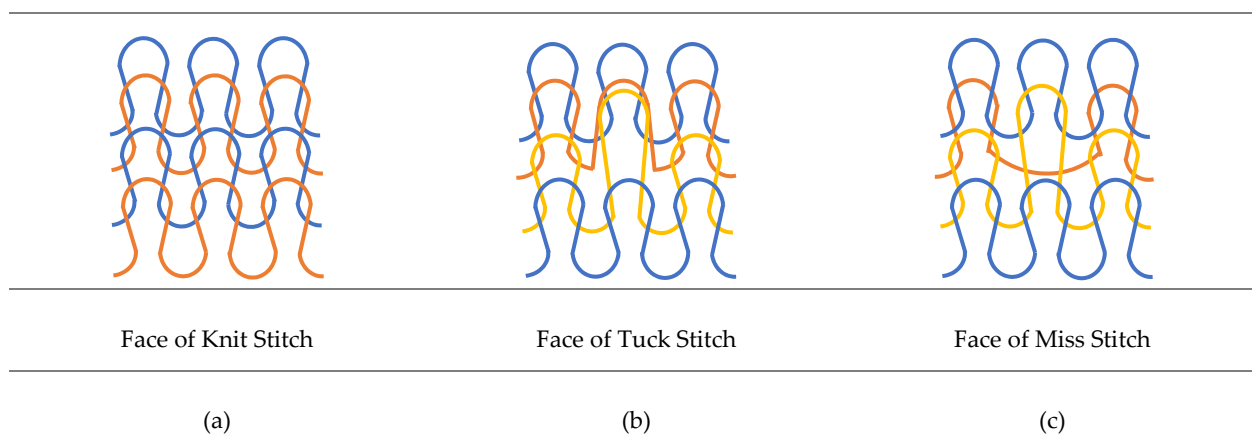 Face of Knit Stitch Face of Tuck Stitch Face of Miss Stitch
(a) (b) (c)